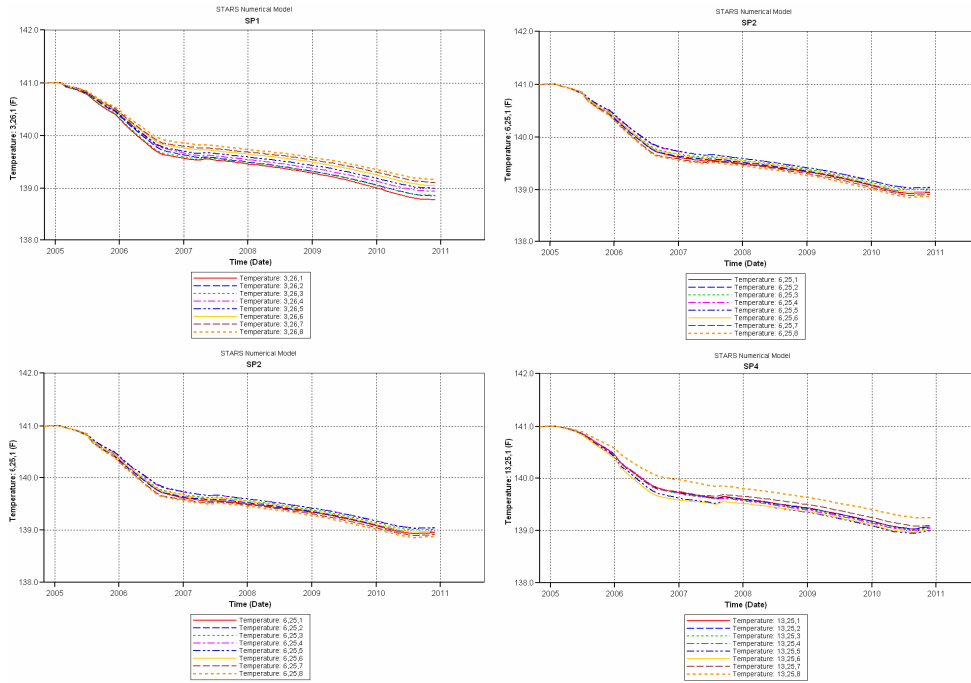 STARS Numerical Model
SP1
142.0
141.0
140.0
139.0
138.0
Temperature: 3,26,1 (F)
2005 2006 2007 2008 2009 2010 2011
Time (Date)
Temperature: 3,26,1
Temperature: 3,26,2
Temperature: 3,26,3
Temperature: 3,26,4
Temperature: 3,26,5
Temperature: 3,26,6
Temperature: 3,26,7
Temperature: 3,26,8
STARS Numerical Model
SP2
142.0
141.0
140.0
139.0
138.0
Temperature: 6,25,1 (F)
2005 2006 2007 2008 2009 2010 2011
Time (Date)
Temperature: 6,25,1
Temperature: 6,25,2
Temperature: 6,25,3
Temperature: 6,25,4
Temperature: 6,25,5
Temperature: 6,25,6
Temperature: 6,25,7
Temperature: 6,25,8
STARS Numerical Model
SP2
142.0
141.0
140.0
139.0
138.0
Temperature: 6,25,1 (F)
2005 2006 2007 2008 2009 2010 2011
Time (Date)
Temperature: 6,25,1
Temperature: 6,25,2
Temperature: 6,25,3
Temperature: 6,25,4
Temperature: 6,25,5
Temperature: 6,25,6
Temperature: 6,25,7
Temperature: 6,25,8
STARS Numerical Model
SP4
142.0
141.0
140.0
139.0
138.0
Temperature: 13,25,1 (F)
2005 2006 2007 2008 2009 2010 2011
Time (Date)
Temperature: 13,25,1
Temperature: 13,25,2
Temperature: 13,25,3
Temperature: 13,25,4
Temperature: 13,25,5
Temperature: 13,25,6
Temperature: 13,25,7
Temperature: 13,25,8